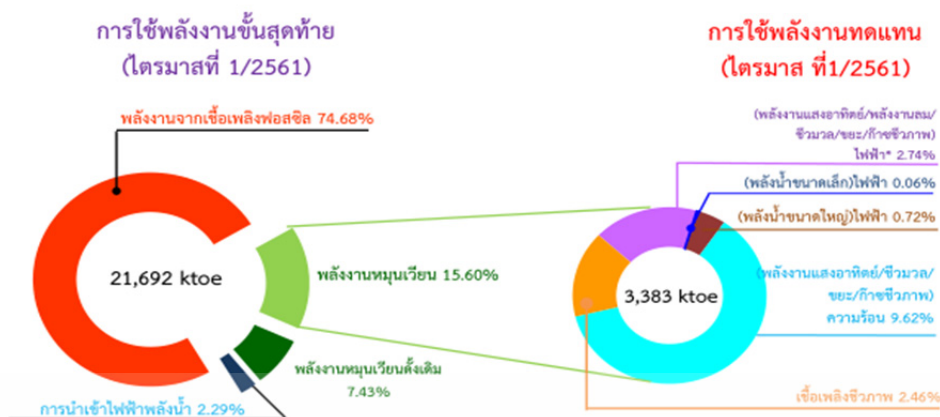 การใช้พลังงานขั้นสุดท้าย
(ไตรมาสที่ 1/2561)
พลังงานจากเชื้อเพลิงฟอสซิล 74.68%
21,692 ktoe
พลังงานหมุนเวียน 15.60%
พลังงานหมุนเวียนดั้งเดิม
7.43%
การนำเข้าไฟฟ้าพลังน้ำ 2.29%
การใช้พลังงานทดแทน
(ไตรมาส ที่1/2561)
(พลังงานแสงอาทิตย์/พลังงานลม/
ชีวมวล/ขยะ/ก๊าซชีวภาพ)
ไฟฟ้า* 2.74%
(พลังน้ำขนาดเล็ก)ไฟฟ้า 0.06%
(พลังน้ำขนาดใหญ่)ไฟฟ้า 0.72%
3,383 ktoe
(พลังงานแสงอาทิตย์/ชีวมวล/
ขยะ/ก๊าซชีวภาพ)
ความร้อน 9.62%
เชื้อเพลิงชีวภาพ 2.46%